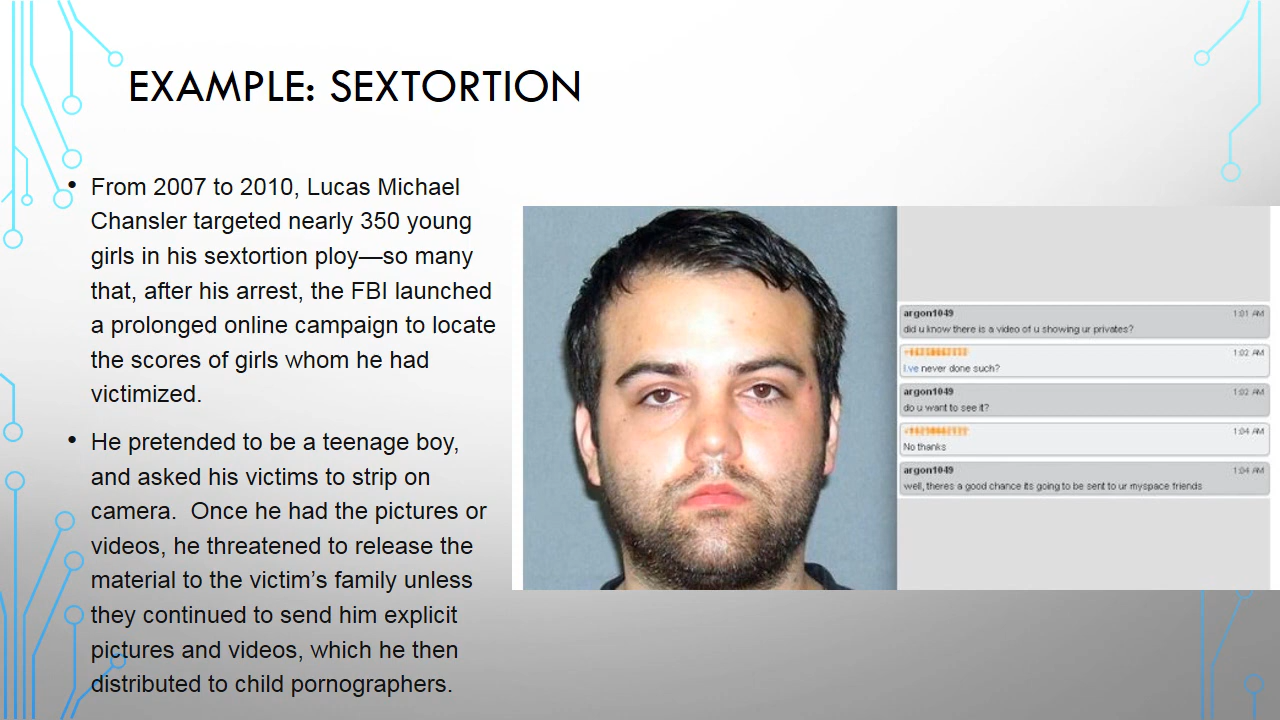 EXAMPLE: SEXTORTION
• From 2007 to 2010, Lucas Michael
Chansler targeted nearly 350 young
girls in his sextortion ploy—so many
that, after his arrest, the FBI launched
a prolonged online campaign to locate
the scores of girls whom he had
victimized.
• He pretended to be a teenage boy,
and asked his victims to strip on
camera.  Once he had the pictures or
videos, he threatened to release the
material to the victim’s family unless
they continued to send him explicit
pictures and videos, which he then
distributed to child pornographers.
argon1049 1:01 AM
did u know there is a video of u showing ur privates?
1:02 AM
I,ve never done such?
argon1049 1:02 AM
do u want to see it?
1:04 AM
No thanks
argon1049 1:04 AM
well, theres a good chance its going to be sent to ur myspace friends